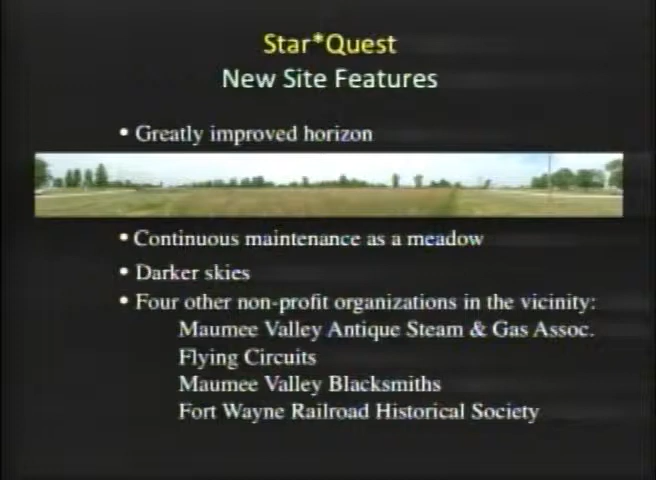 Star*Quest
New Site Features
• Greatly improved horizon
• Continuous maintenance as a meadow
• Darker skies
• Four other non-profit organizations in the vicinity:
Maumee Valley Antique Steam & Gas Assoc.
Flying Circuits
Maumee Valley Blacksmiths
Fort Wayne Railroad Historical Society